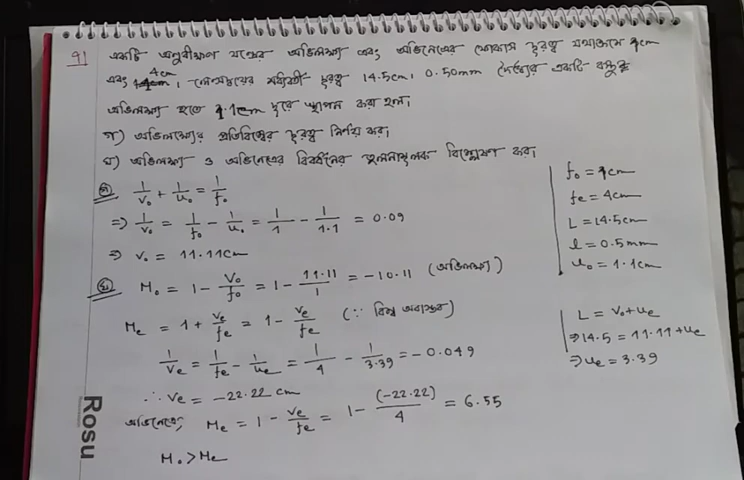 ৭১ একটি অণুবীক্ষণ যন্ত্রের অভিলক্ষ্য এবং অভিনেত্রের ফোকাস দূরত্ব যথাক্রমে 1cm
এবং 4cm, লেন্সদ্বয়ের মধ্যবর্তী দূরত্ব 14.5cm, 0.50mm দৈর্ঘ্যের একটি বস্তুকে
অভিলক্ষ্য হতে 1.1cm দূরে স্থাপন করা হলো।
গ) অভিলক্ষ্যের প্রতিবিম্বের দূরত্ব নির্ণয় কর।
ঘ) অভিলক্ষ্য ও অভিনেত্রের বিবর্ধনের তুলনামূলক বিশ্লেষণ কর।
গ) 1/v₀ + 1/u₀ = 1/f₀
⇒ 1/v₀ = 1/f₀ - 1/u₀ = 1/1 - 1/1.1 = 0.09
⇒ v₀ = 11.11cm
f₀ = 1cm
fe = 4cm
L = 14.5cm
l = 0.5mm
u₀ = 1.1cm
ঘ) M₀ = 1 - v₀/f₀ = 1 - 11.11/1 = -10.11 (অভিলক্ষ্য)
Me = 1 + ve/fe = 1 - ve/fe (∵ বিম্ব অবাস্তব)
1/ve = 1/fe - 1/ue = 1/4 - 1/3.39 = -0.049
∴ ve = -22.22 cm
অভিনেত্রে, Me = 1 - ve/fe = 1 - (-22.22)/4 = 6.55
M₀ > Me
L = v₀ + ue
⇒ 14.5 = 11.11 + ue
⇒ ue = 3.39
Rosu